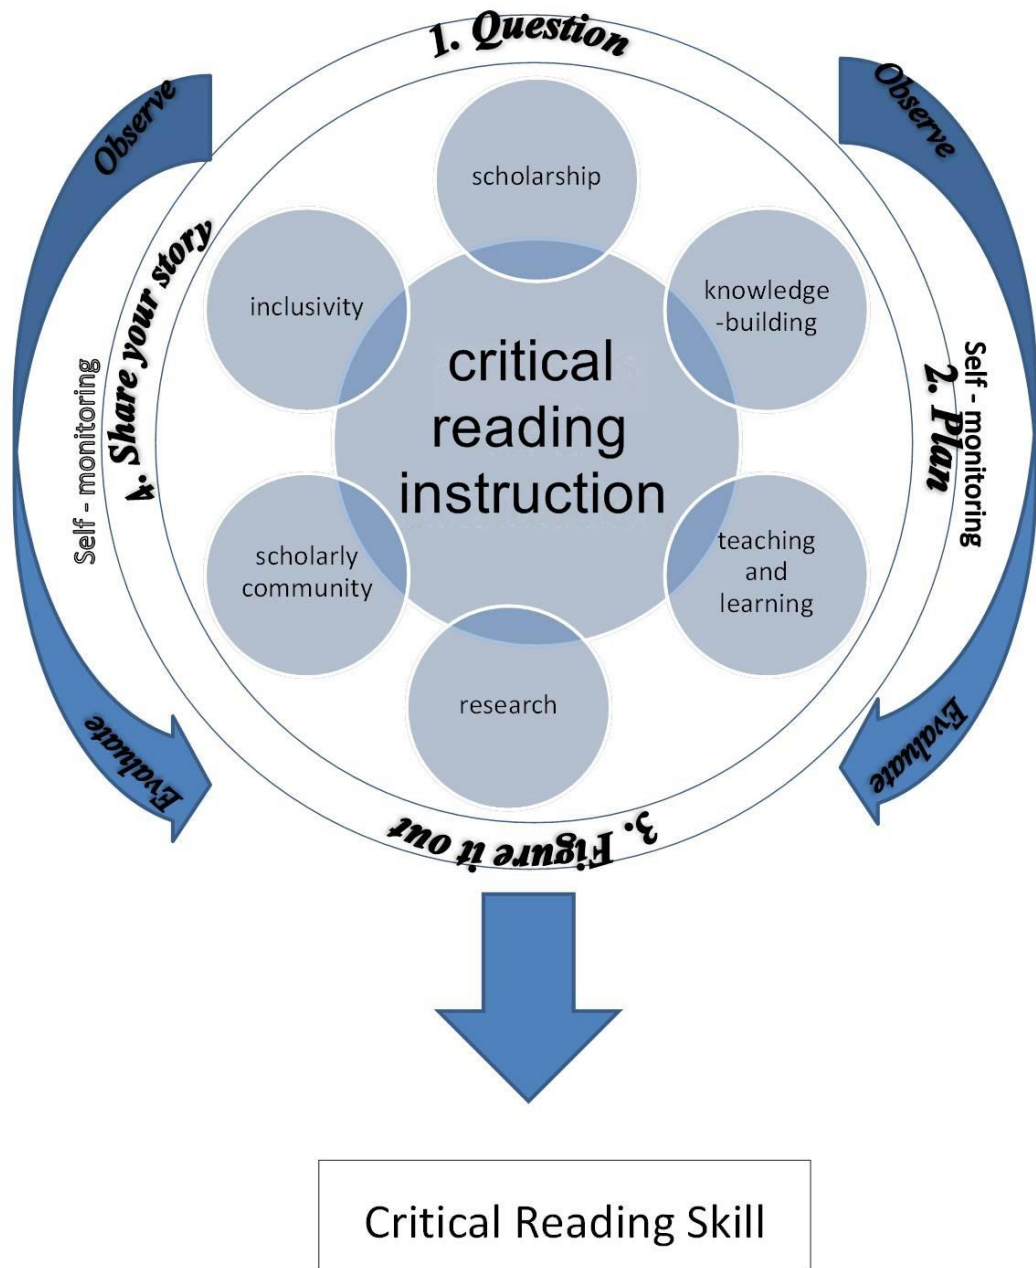 1. Question
Observe
Observe
scholarship
inclusivity
knowledge
-building
4. Share your story
critical
reading
instruction
2. Plan
Self - monitoring
Self - monitoring
scholarly
community
teaching
and
learning
research
Evaluate
Evaluate
3. Figure it out
Critical Reading Skill